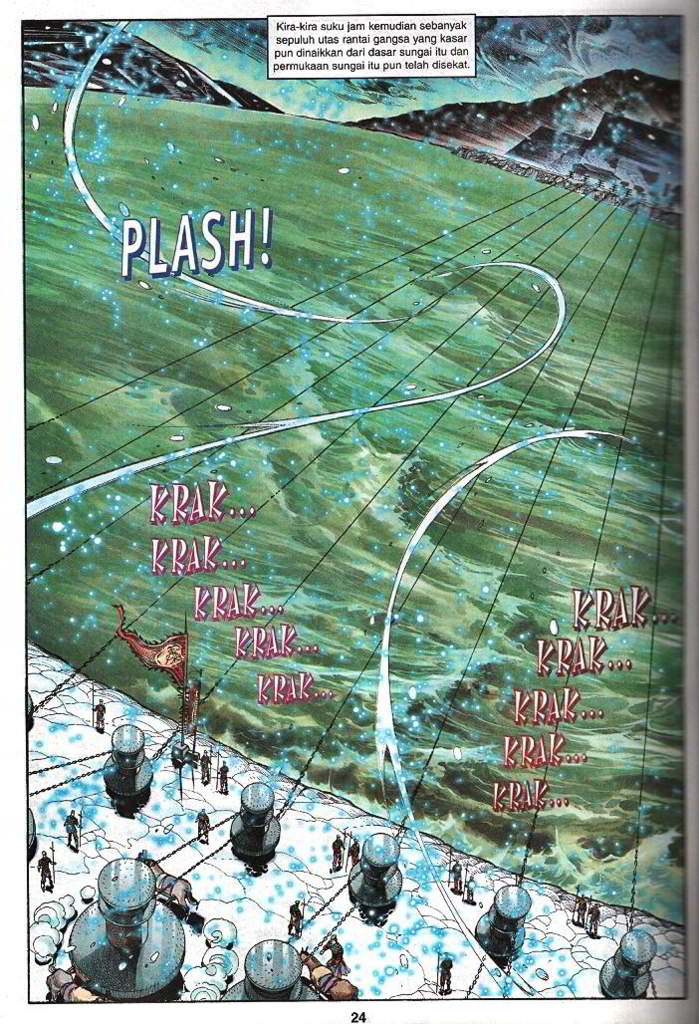 Kira-kira suku jam kemudian sebanyak
sepuluh utas rantai gangsa yang kasar
pun dinaikkan dari dasar sungai itu dan
permukaan sungai itu pun telah disekat.
PLASH!
KRAK...
KRAK...
KRAK...
KRAK...
KRAK...
KRAK...
KRAK...
KRAK...
KRAK...
KRAK...
24